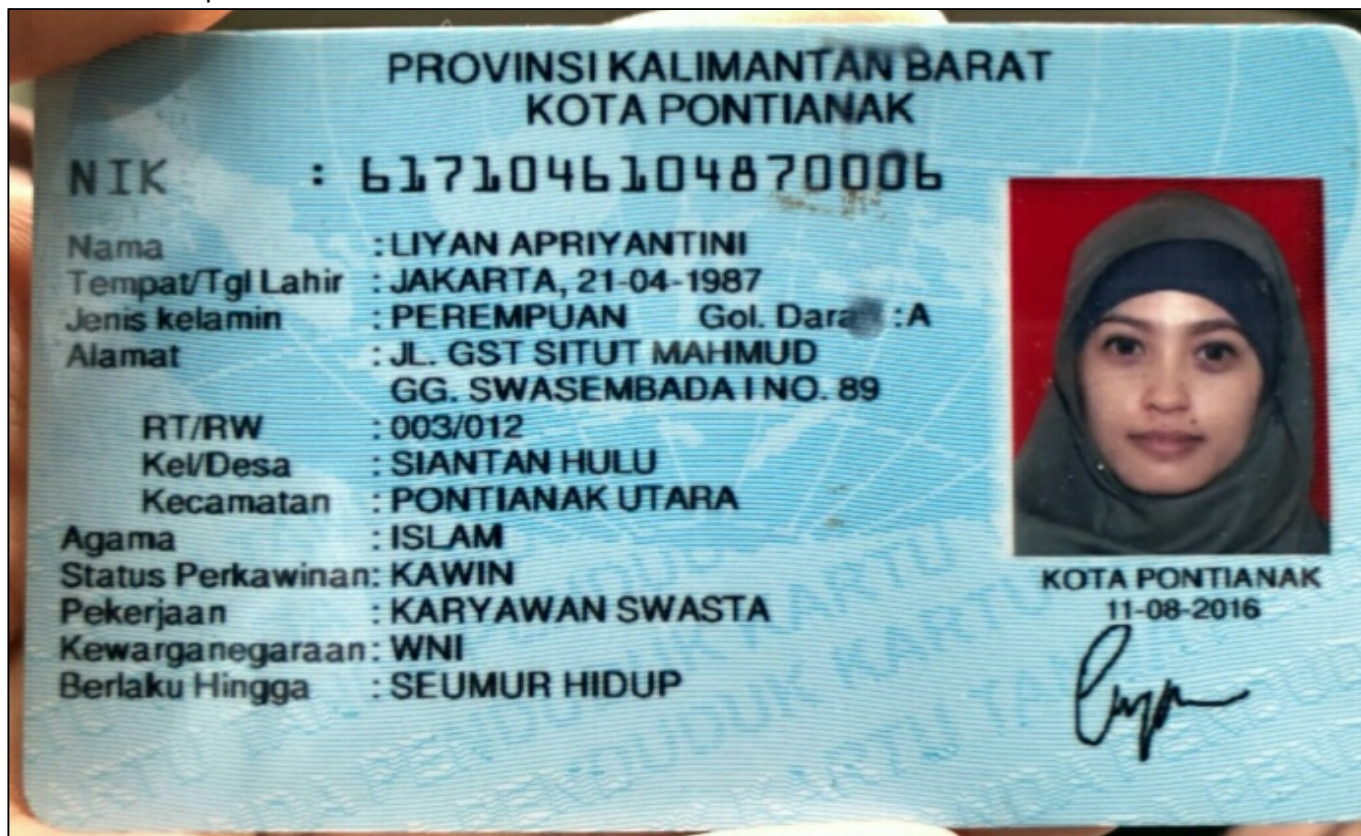 PROVINSI KALIMANTAN BARAT
KOTA PONTIANAK
NIK : 6171046104870006
Nama : LIYAN APRIYANTINI
Tempat/Tgl Lahir : JAKARTA, 21-04-1987
Jenis kelamin : PEREMPUAN Gol. Dara :A
Alamat : JL. GST SITUT MAHMUD
GG. SWASEMBADA I NO. 89
RT/RW : 003/012
Kel/Desa : SIANTAN HULU
Kecamatan : PONTIANAK UTARA
Agama : ISLAM
Status Perkawinan: KAWIN
Pekerjaan : KARYAWAN SWASTA
Kewarganegaraan: WNI
Berlaku Hingga : SEUMUR HIDUP
KOTA PONTIANAK
11-08-2016